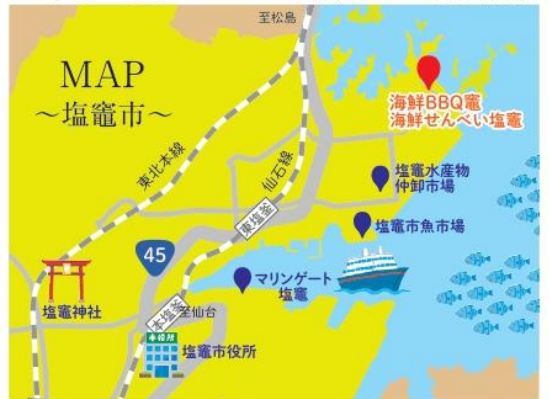 至松島
MAP
～塩竈市～
海鮮BBQ竈
海鮮せんべい塩竈
東北本線
仙石線
塩竈水産物
仲卸市場
東塩釜
塩竈市魚市場
45
マリンゲート
塩竈
塩竈神社
本塩釜
至仙台
市役所
塩竈市役所